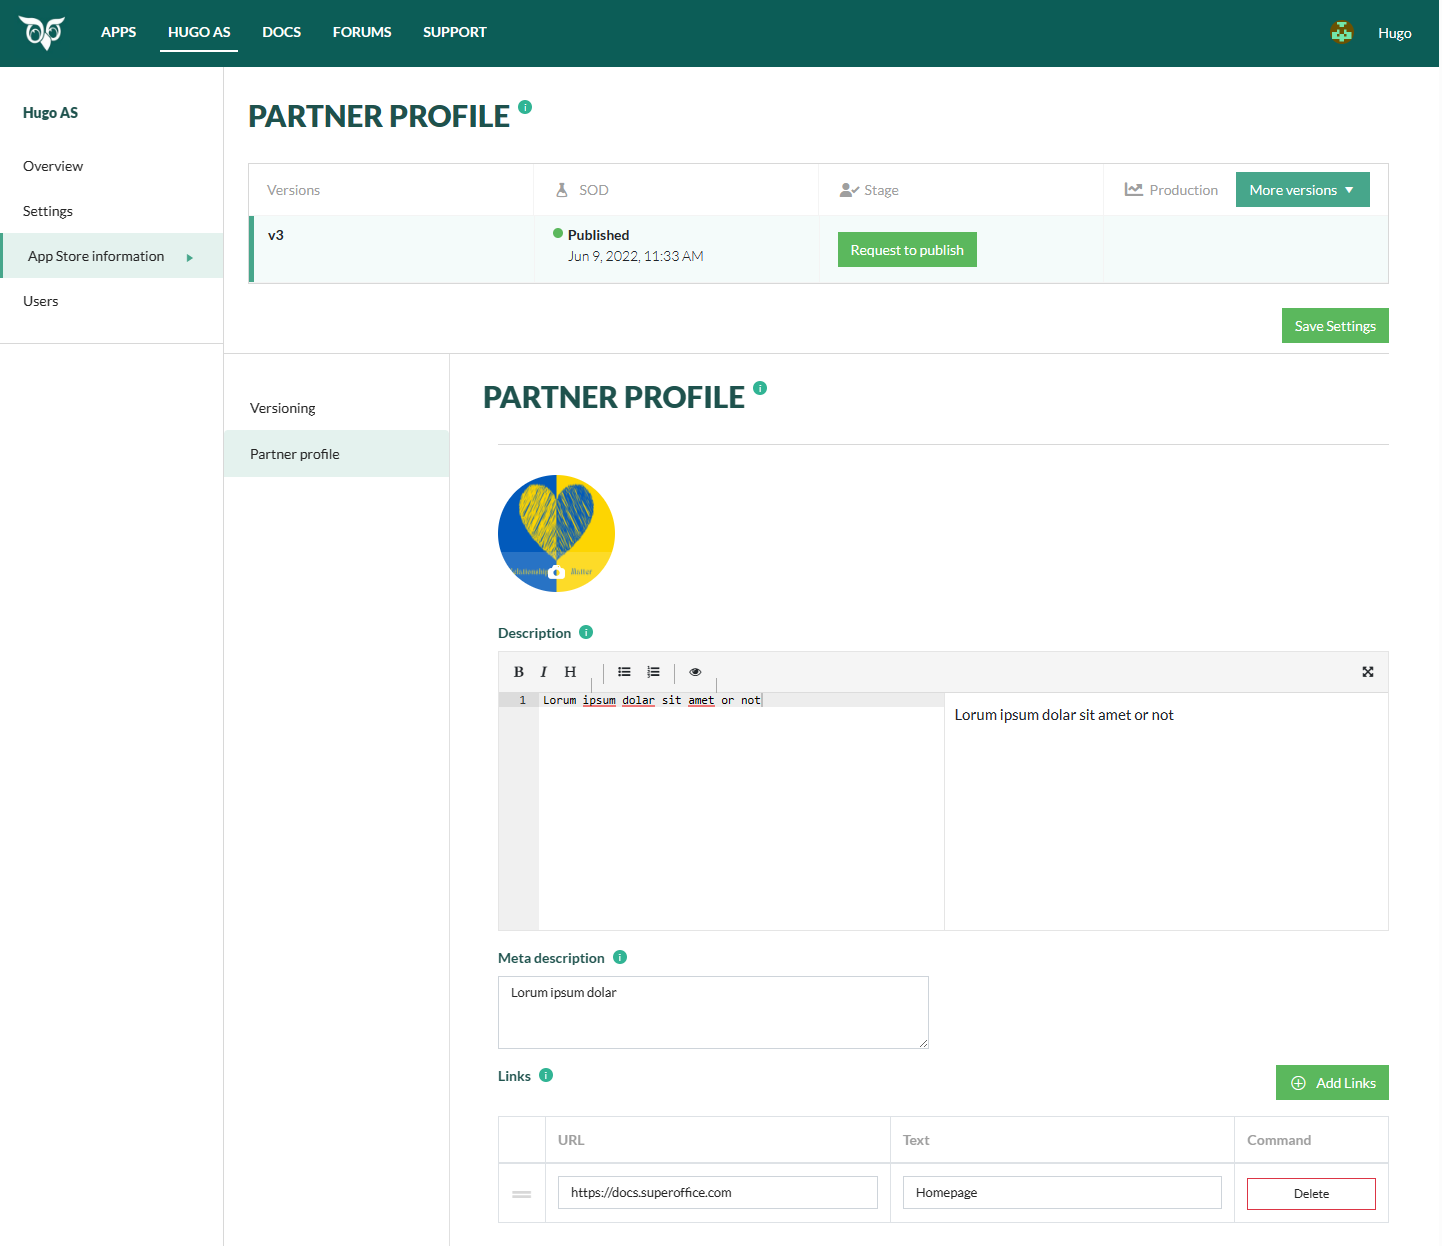 APPS HUGO AS DOCS FORUMS SUPPORT Hugo
Hugo AS
Overview
Settings
App Store information
Users
PARTNER PROFILE
Versions SOD Stage Production More versions
v3 Published Request to publish
Jun 9, 2022, 11:33 AM
Save Settings
Versioning
Partner profile
PARTNER PROFILE
Description
B I H
1 Lorum ipsum dolar sit amet or not
Lorum ipsum dolar sit amet or not
Meta description
Lorum ipsum dolar
Links Add Links
URL Text Command
https://docs.superoffice.com Homepage Delete